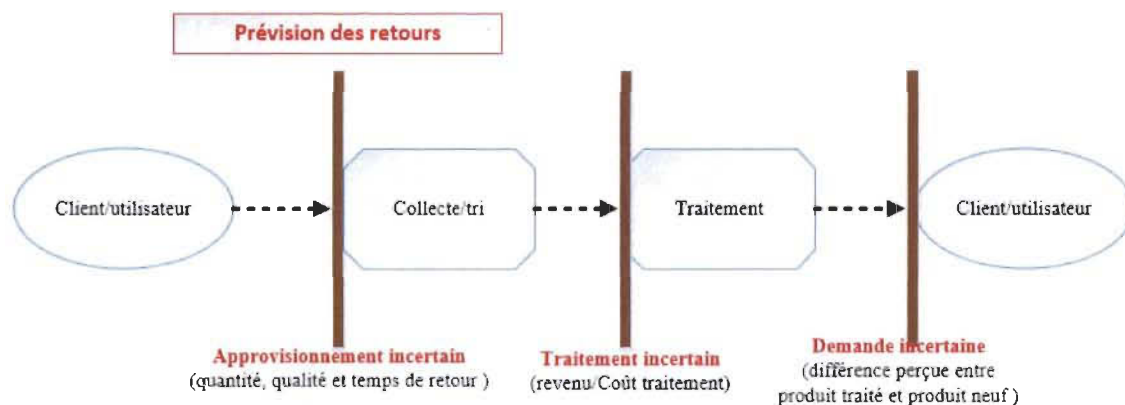 Prévision des retours
Client/utilisateur
Collecte/tri
Traitement
Client/utilisateur
Approvisionnement incertain
(quantité, qualité et temps de retour )
Traitement incertain
(revenu/Coût traitement)
Demande incertaine
(différence perçue entre
produit traité et produit neuf )